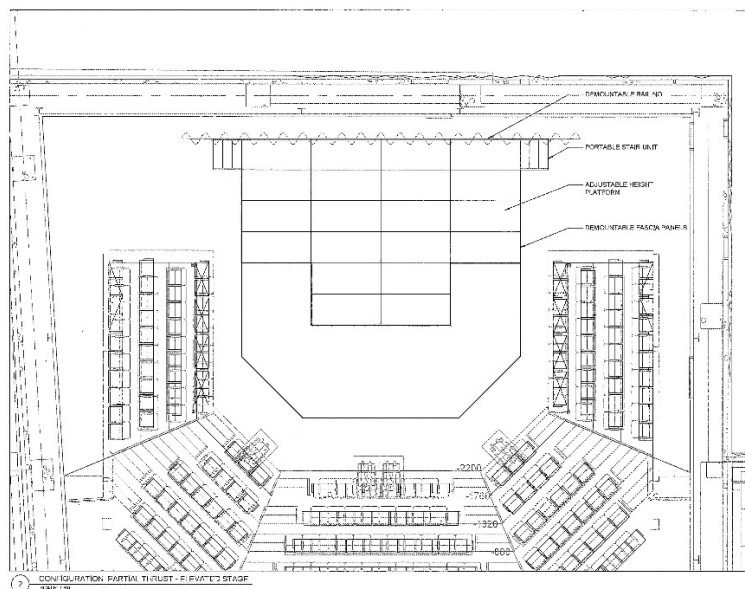 DEMOUNTABLE RAILING
PORTABLE STAIR UNIT
ADJUSTABLE HEIGHT
PLATFORM
DEMOUNTABLE FASCIA PANELS
-2200
-1760
-1320
-880
2
CONFIGURATION PARTIAL THRUST - ELEVATED STAGE